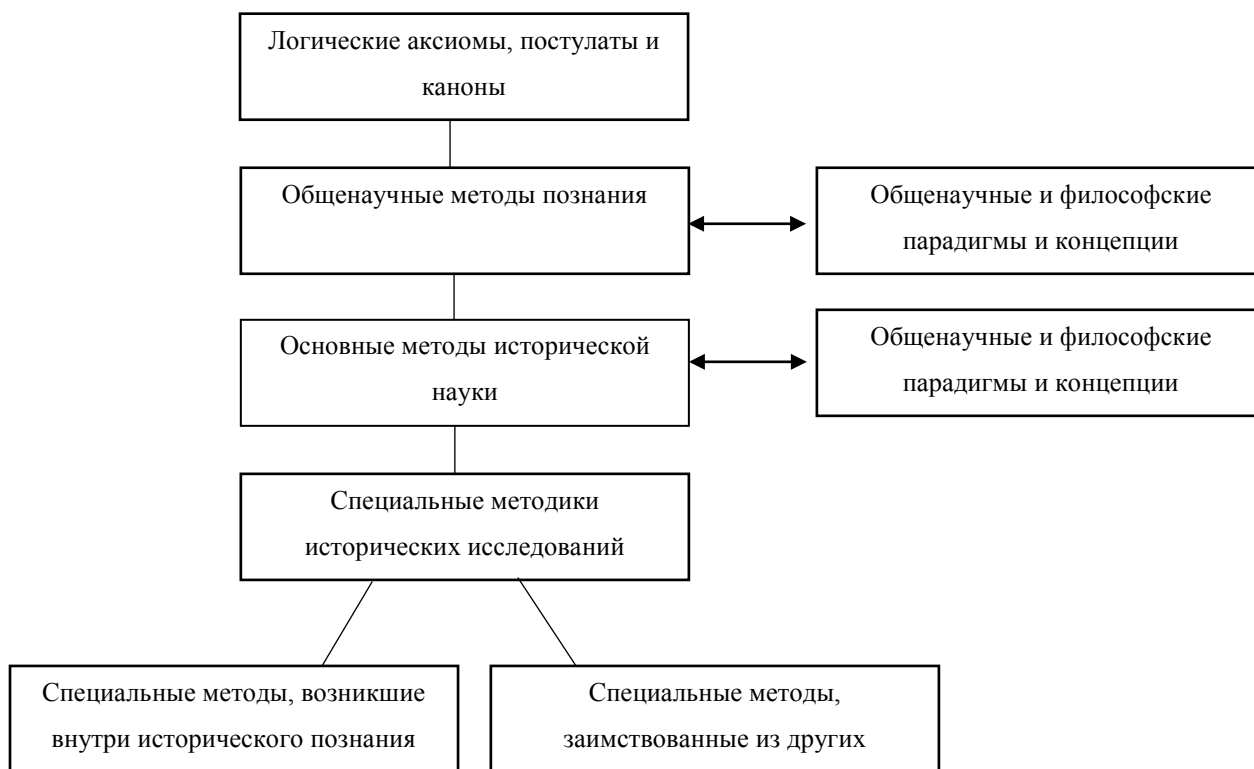 Логические аксиомы, постулаты и
каноны
Общенаучные методы познания
Общенаучные и философские
парадигмы и концепции
Основные методы исторической
науки
Общенаучные и философские
парадигмы и концепции
Специальные методики
исторических исследований
Специальные методы, возникшие
внутри исторического познания
Специальные методы,
заимствованные из других